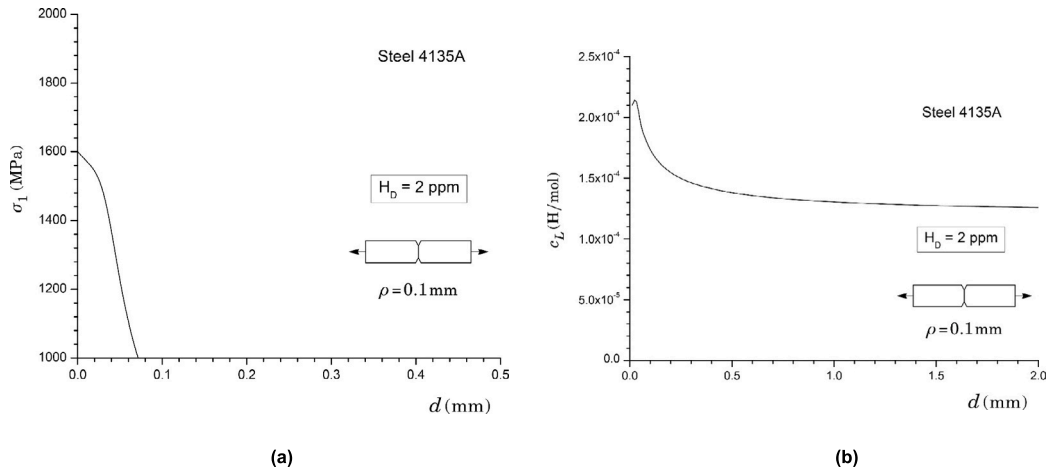 2000
1800
1600
1400
1200
1000
σ₁ (MPa)
Steel 4135A
H_D = 2 ppm
ρ = 0.1 mm
0.0 0.1 0.2 0.3 0.4 0.5
d (mm)
(a)
2.5x10⁻⁴
2.0x10⁻⁴
1.5x10⁻⁴
1.0x10⁻⁴
5.0x10⁻⁵
0.0
c_L (H/mol)
Steel 4135A
H_D = 2 ppm
ρ = 0.1 mm
0.0 0.5 1.0 1.5 2.0
d (mm)
(b)